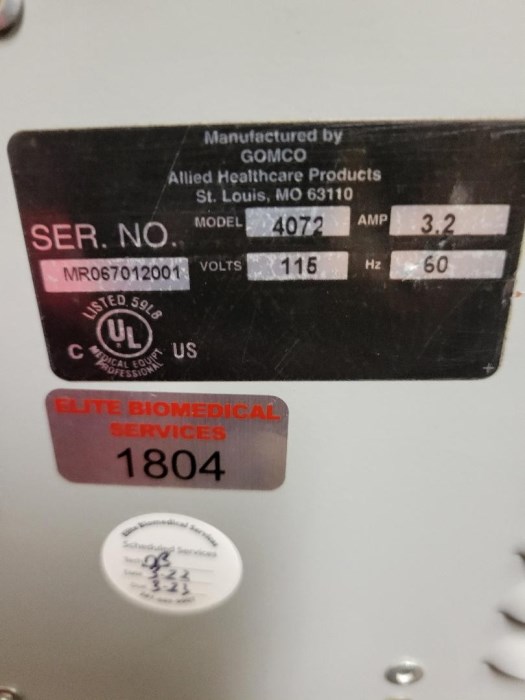 Manufactured by
GOMCO
Allied Healthcare Products
St. Louis, MO 63110
SER. NO. MODEL 4072 AMP 3.2
MR067012001 VOLTS 115 Hz 60
LISTED 59L8
UL
C US
MEDICAL EQUIPT
PROFESSIONAL
ELITE BIOMEDICAL
SERVICES
1804
Elite Biomedical Services
Scheduled Services